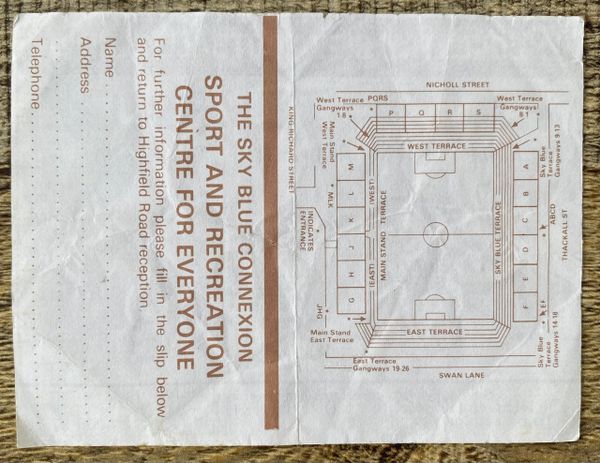 NICHOLL STREET
West Terrace
Gangways
1-8
PQRS
P Q R S
West Terrace
Gangways
8-1
WEST TERRACE
Main Stand
West Terrace
Sky Blue
Terrace
Gangways 9-13
KING RICHARD STREET
M L K J H G
MLK
JHG
INDICATES
ENTRANCE
(WEST)
MAIN STAND TERRACE
(EAST)
SKY BLUE TERRACE
A B C D E F
ABCD
EF
THACKALL ST
Main Stand
East Terrace
EAST TERRACE
Sky Blue
Terrace
Gangways 14-18
East Terrace
Gangways 19-26
SWAN LANE
THE SKY BLUE CONNEXION
SPORT AND RECREATION
CENTRE FOR EVERYONE
For further information please fill in the slip below
and return to Highfield Road reception
Name
Address
Telephone